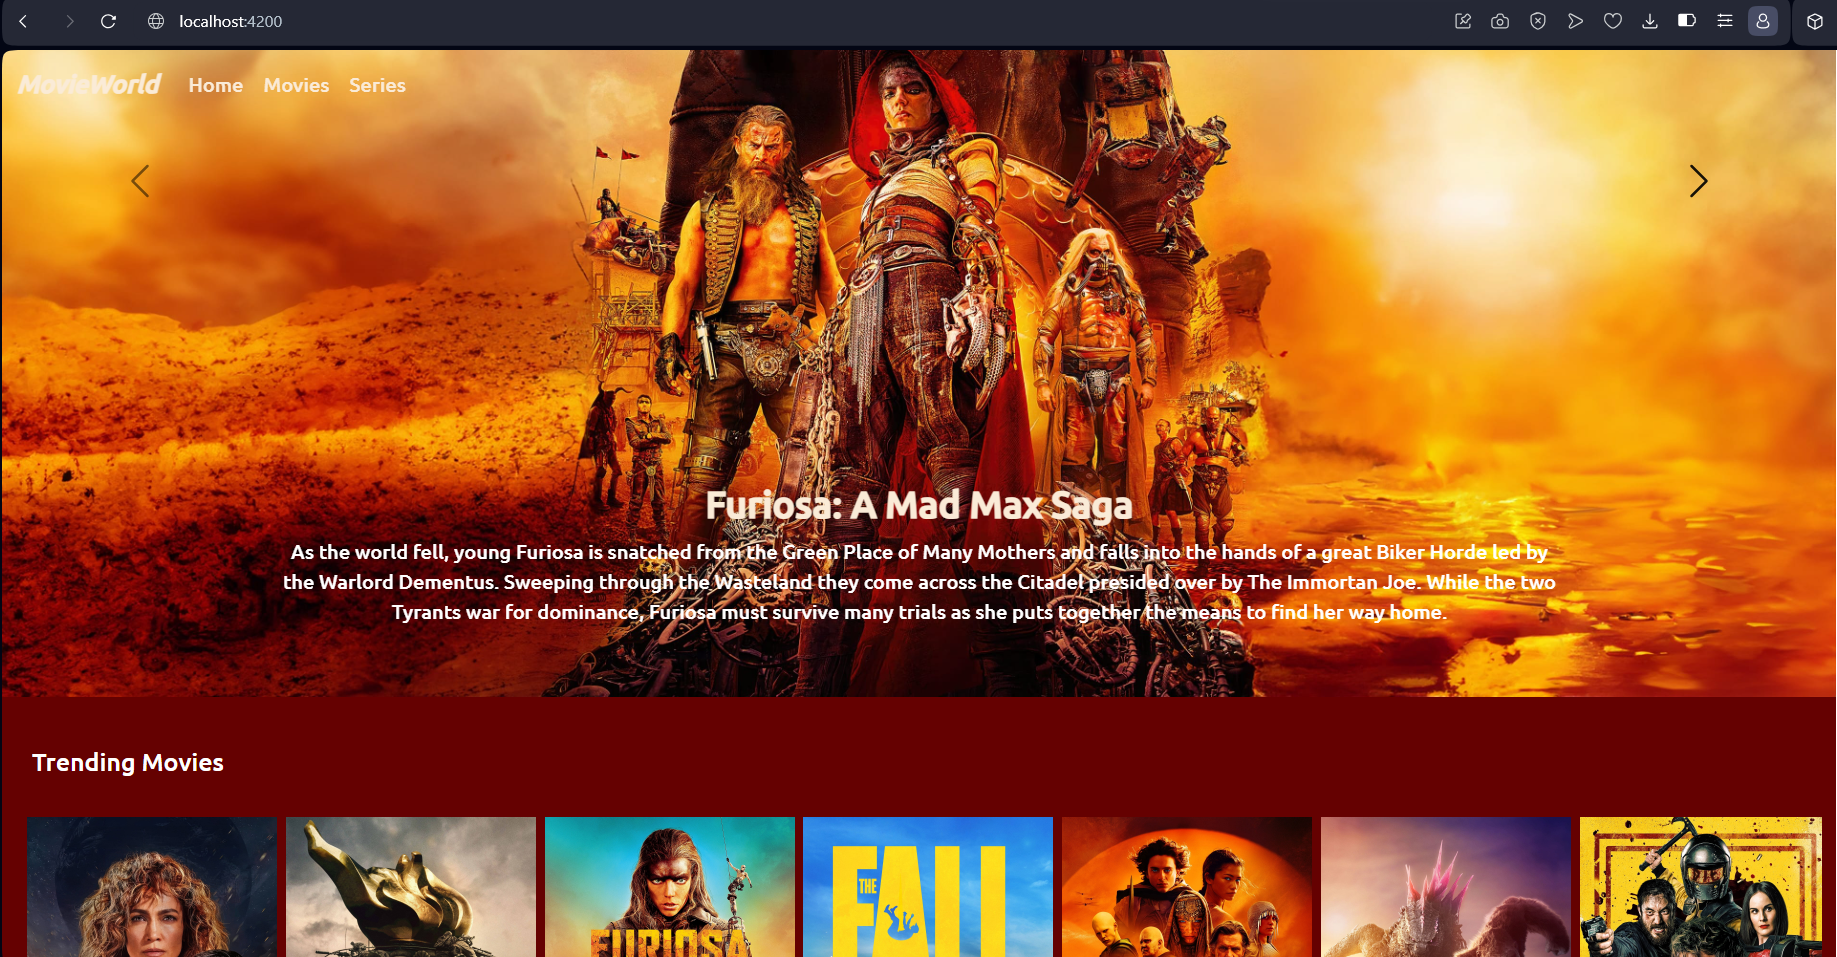 localhost:4200
MovieWorld Home Movies Series
Furiosa: A Mad Max Saga
As the world fell, young Furiosa is snatched from the Green Place of Many Mothers and falls into the hands of a great Biker Horde led by
the Warlord Dementus. Sweeping through the Wasteland they come across the Citadel presided over by The Immortan Joe. While the two
Tyrants war for dominance, Furiosa must survive many trials as she puts together the means to find her way home.
Trending Movies
FURIOSA
THE
FALL